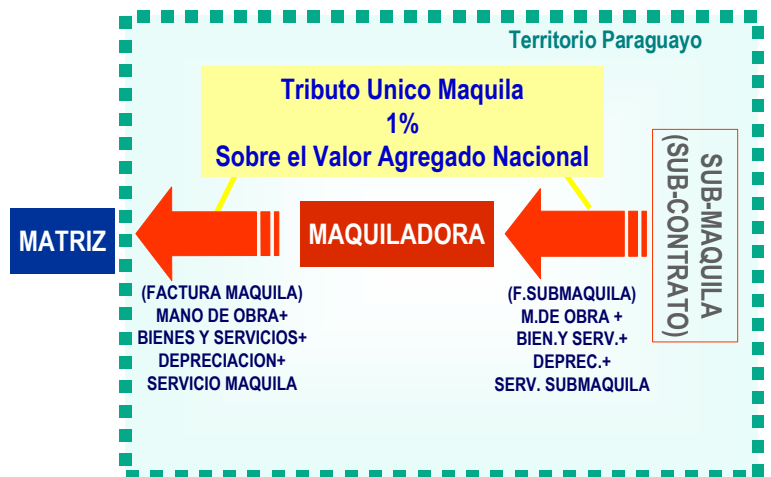 Territorio Paraguayo
Tributo Unico Maquila
1%
Sobre el Valor Agregado Nacional
MATRIZ
MAQUILADORA
SUB-MAQUILA
(SUB-CONTRATO)
(FACTURA MAQUILA)
MANO DE OBRA+
BIENES Y SERVICIOS+
DEPRECIACION+
SERVICIO MAQUILA
(F.SUBMAQUILA)
M.DE OBRA +
BIEN.Y SERV.+
DEPREC.+
SERV. SUBMAQUILA